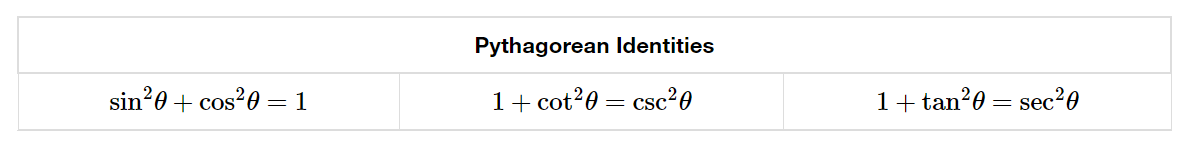 Pythagorean Identities
sin²θ + cos²θ = 1
1 + cot²θ = csc²θ
1 + tan²θ = sec²θ